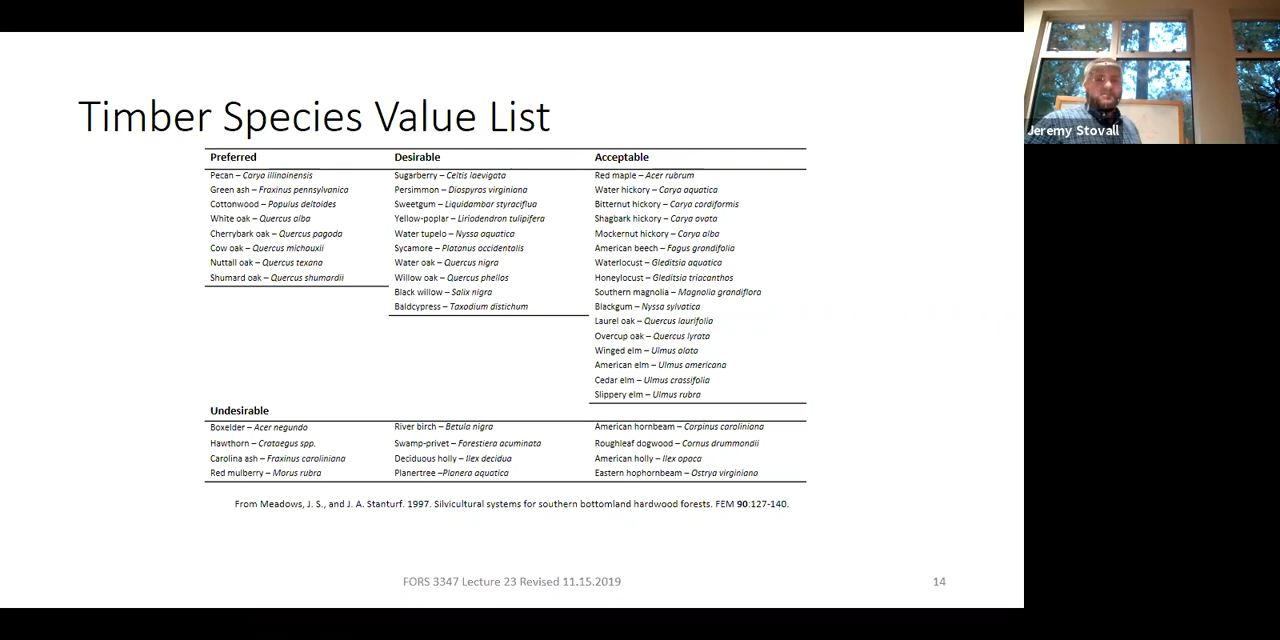 Timber Species Value List
Preferred Desirable Acceptable
Pecan – Carya illinoinensis Sugarberry – Celtis laevigata Red maple – Acer rubrum
Green ash – Fraxinus pennsylvanica Persimmon – Diospyros virginiana Water hickory – Carya aquatica
Cottonwood – Populus deltoides Sweetgum – Liquidambar styraciflua Bitternut hickory – Carya cordiformis
White oak – Quercus alba Yellow-poplar – Liriodendron tulipifera Shagbark hickory – Carya ovata
Cherrybark oak – Quercus pagoda Water tupelo – Nyssa aquatica Mockernut hickory – Carya alba
Cow oak – Quercus michauxii Sycamore – Platanus occidentalis American beech – Fagus grandifolia
Nuttall oak – Quercus texana Water oak – Quercus nigra Waterlocust – Gleditsia aquatica
Shumard oak – Quercus shumardii Willow oak – Quercus phellos Honeylocust – Gleditsia triacanthos
Black willow – Salix nigra Southern magnolia – Magnolia grandiflora
Baldcypress – Taxodium distichum Blackgum – Nyssa sylvatica
Laurel oak – Quercus laurifolia
Overcup oak – Quercus lyrata
Winged elm – Ulmus alata
American elm – Ulmus americana
Cedar elm – Ulmus crassifolia
Slippery elm – Ulmus rubra
Undesirable
Boxelder – Acer negundo River birch – Betula nigra American hornbeam – Carpinus caroliniana
Hawthorn – Crataegus spp. Swamp-privet – Forestiera acuminata Roughleaf dogwood – Cornus drummondii
Carolina ash – Fraxinus caroliniana Deciduous holly – Ilex decidua American holly – Ilex opaca
Red mulberry – Morus rubra Planertree –Planera aquatica Eastern hophornbeam – Ostrya virginiana
From Meadows, J. S., and J. A. Stanturf. 1997. Silvicultural systems for southern bottomland hardwood forests. FEM 90:127-140.
FORS 3347 Lecture 23 Revised 11.15.2019 14
Jeremy Stovall